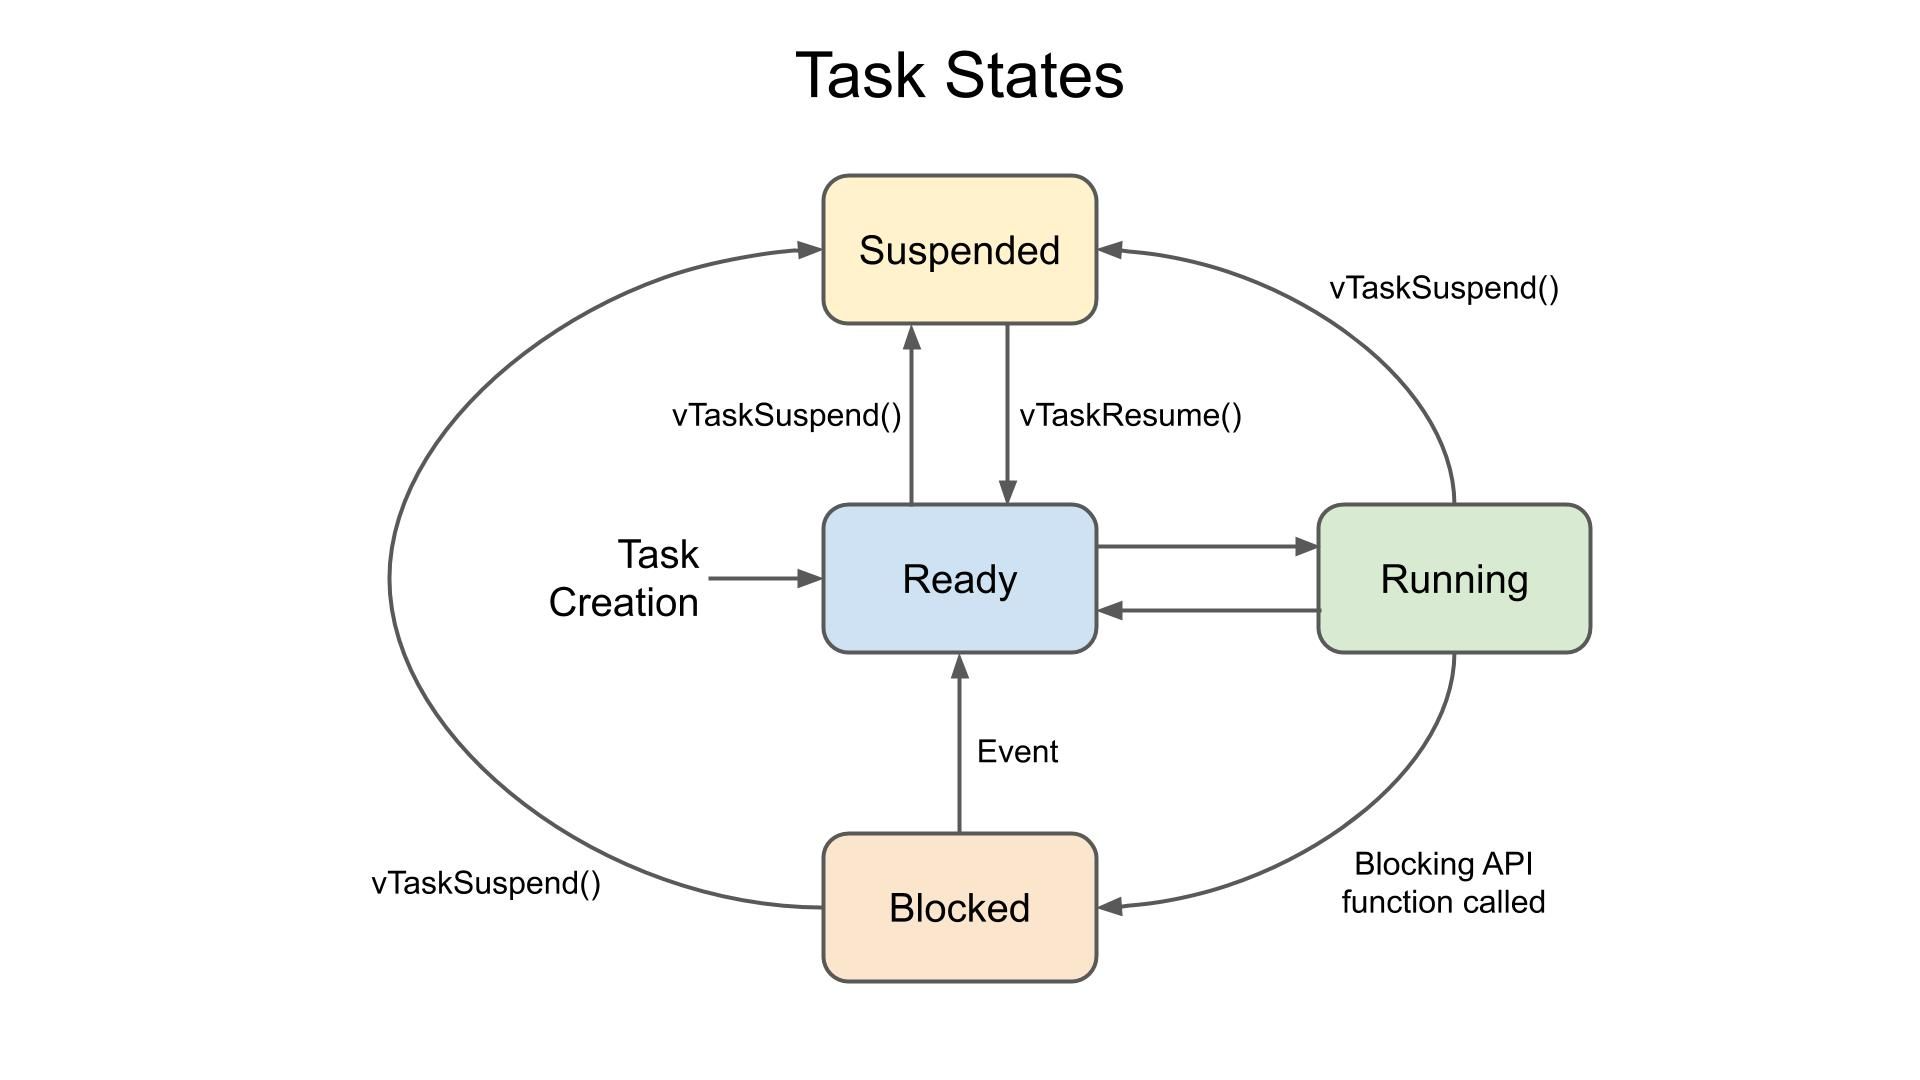 Task States
Suspended
vTaskSuspend()
vTaskSuspend()
vTaskResume()
Task
Creation
Ready
Running
Event
vTaskSuspend()
Blocked
Blocking API
function called